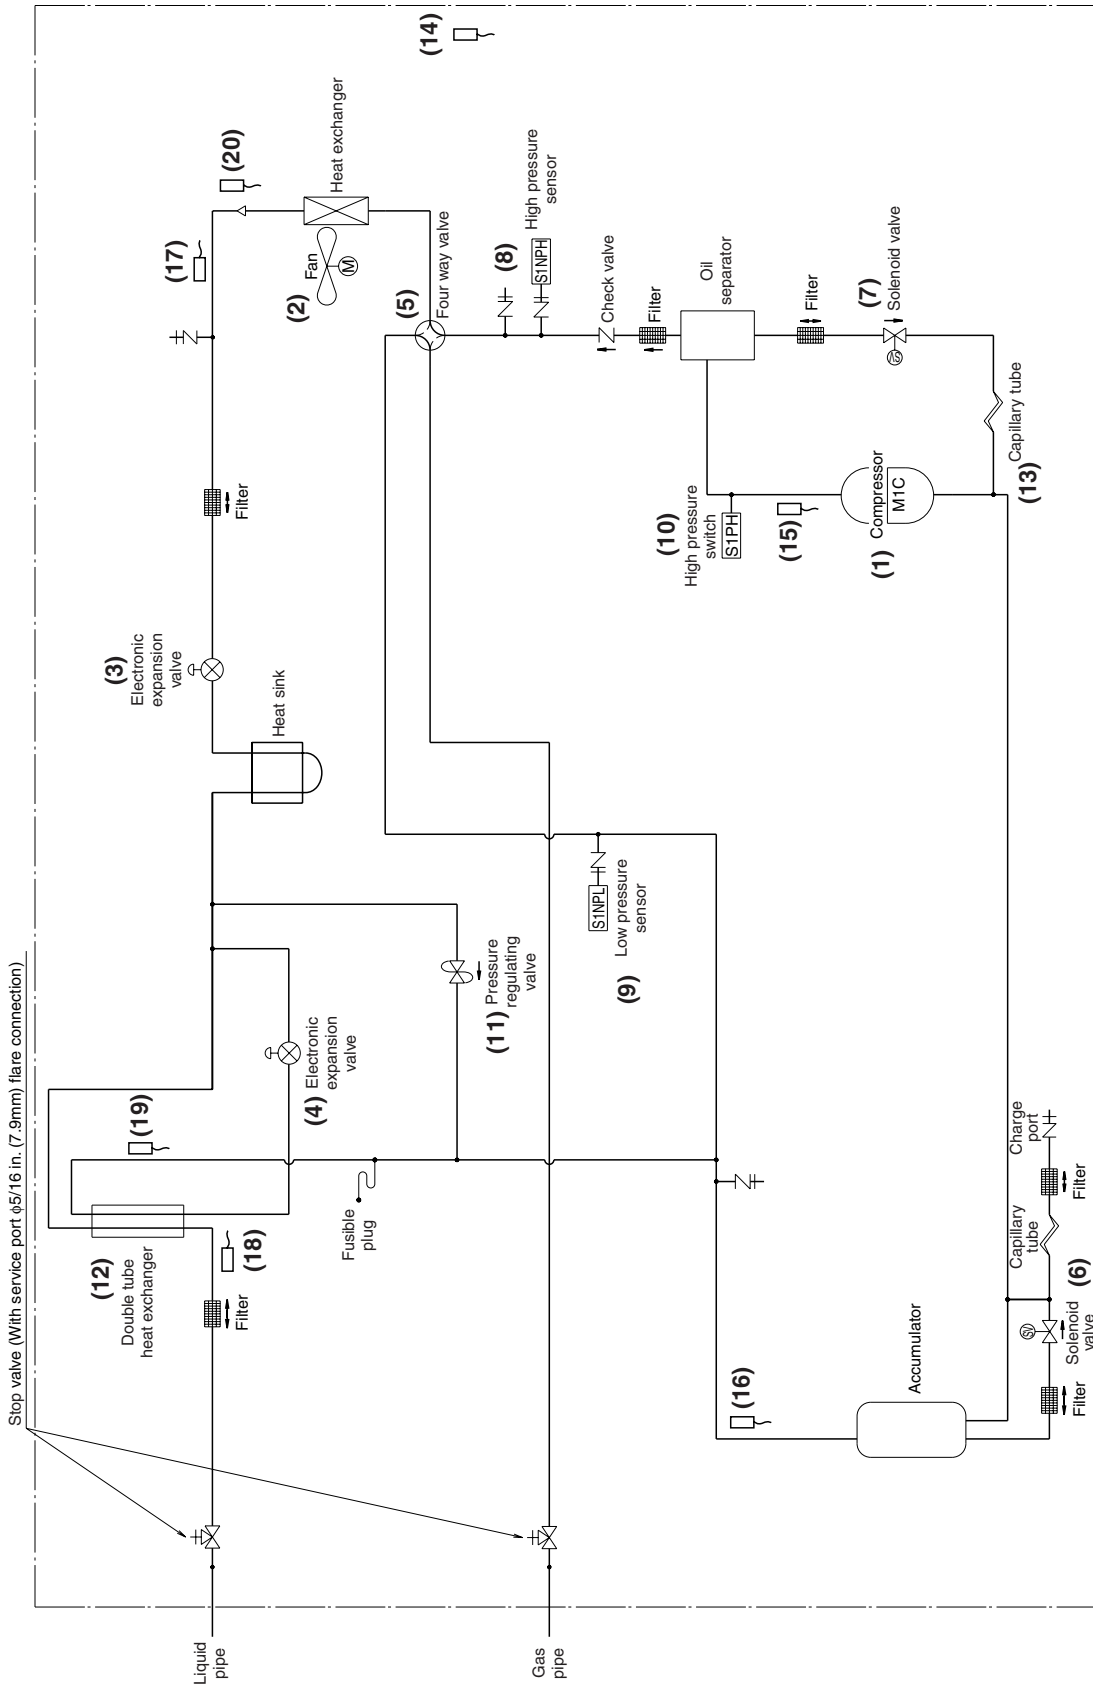 Stop valve (With service port ϕ5/16 in. (7.9mm) flare connection)
(14)
(20)
Heat exchanger
(17)
Fan
M
(2)
(5)
Four way valve
(8)
High pressure
sensor
S1NPH
Check valve
Filter
Oil
separator
Filter
(7)
Solenoid valve
SV
Capillary tube
(13)
(10)
High pressure
switch
S1PH
(15)
(1)
Compressor
M1C
Filter
(3)
Electronic
expansion
valve
Heat sink
S1NPL
Low pressure
sensor
(9)
(11)
Pressure
regulating
valve
(4)
Electronic
expansion
valve
(19)
Fusible
plug
(12)
Double tube
heat exchanger
(18)
Filter
Charge
port
Filter
Capillary
tube
(6)
Solenoid
valve
SV
Filter
Accumulator
(16)
Liquid
pipe
Gas
pipe